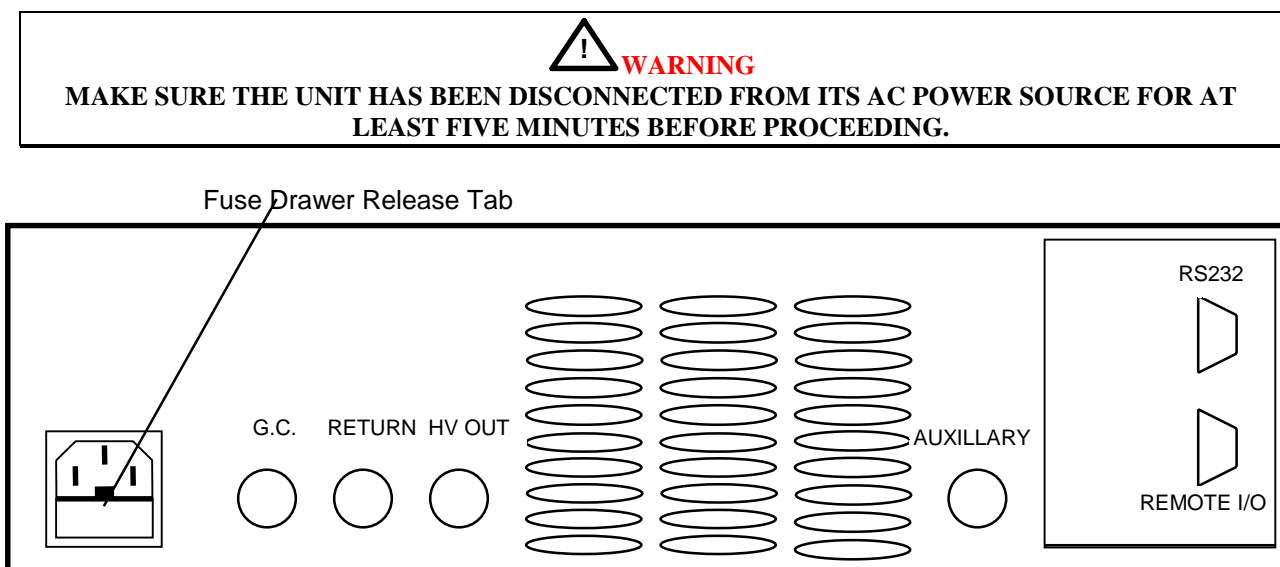 !
WARNING
MAKE SURE THE UNIT HAS BEEN DISCONNECTED FROM ITS AC POWER SOURCE FOR AT
LEAST FIVE MINUTES BEFORE PROCEEDING.
Fuse Drawer Release Tab
RS232
G.C.
RETURN
HV OUT
AUXILLARY
REMOTE I/O